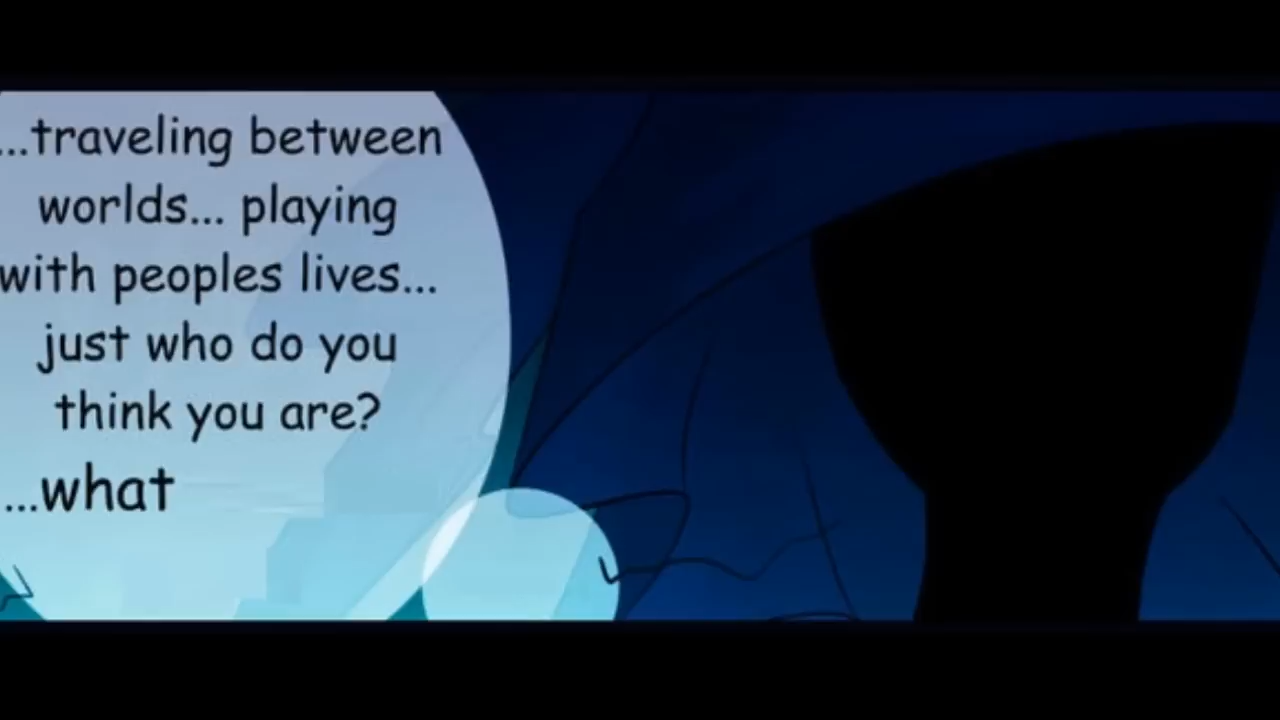 ...traveling between
worlds... playing
with peoples lives...
just who do you
think you are?
...what